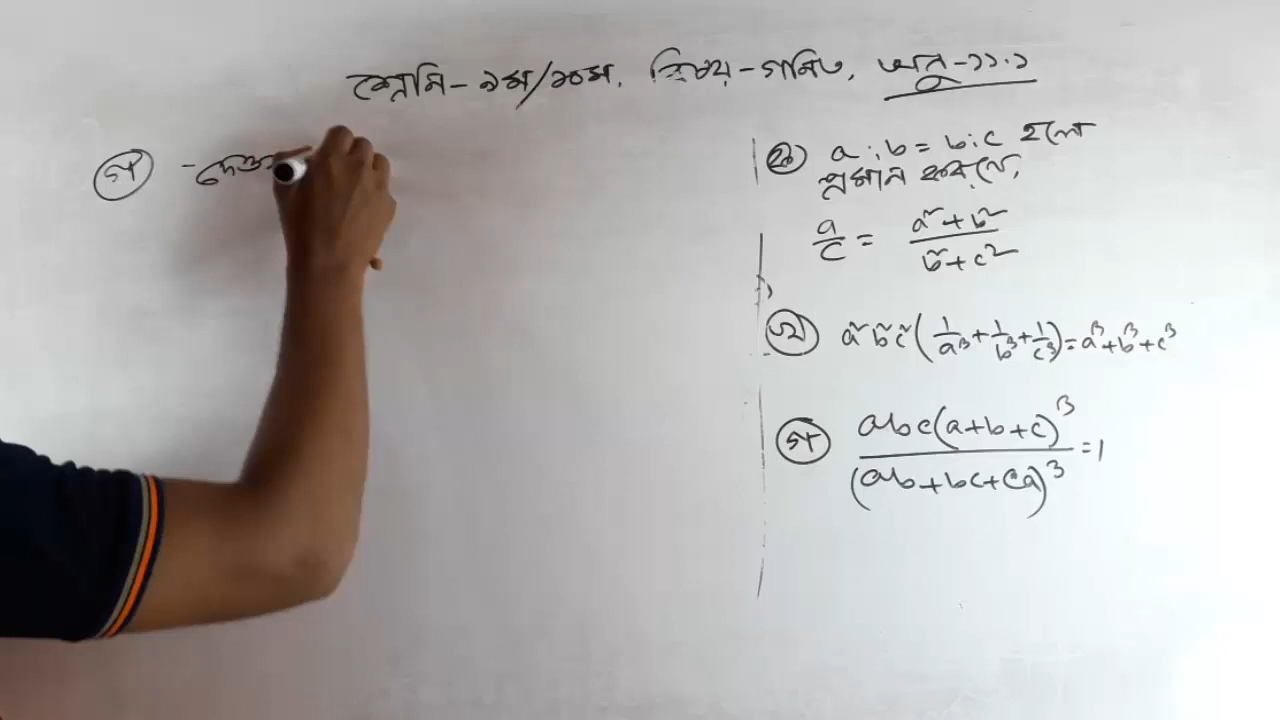 শ্রেণি-৯ম/১০ম, বিষয়-গণিত, অনু-১১.১
(গ) - দেওয়া
(ক) a:b = b:c হলে
প্রমাণ কর যে,
a/c = (a²+b²)/(b²+c²)
(খ) a²b²c²(1/a³+1/b³+1/c³)=a³+b³+c³
(গ) abc(a+b+c)³/(ab+bc+ca)³=1